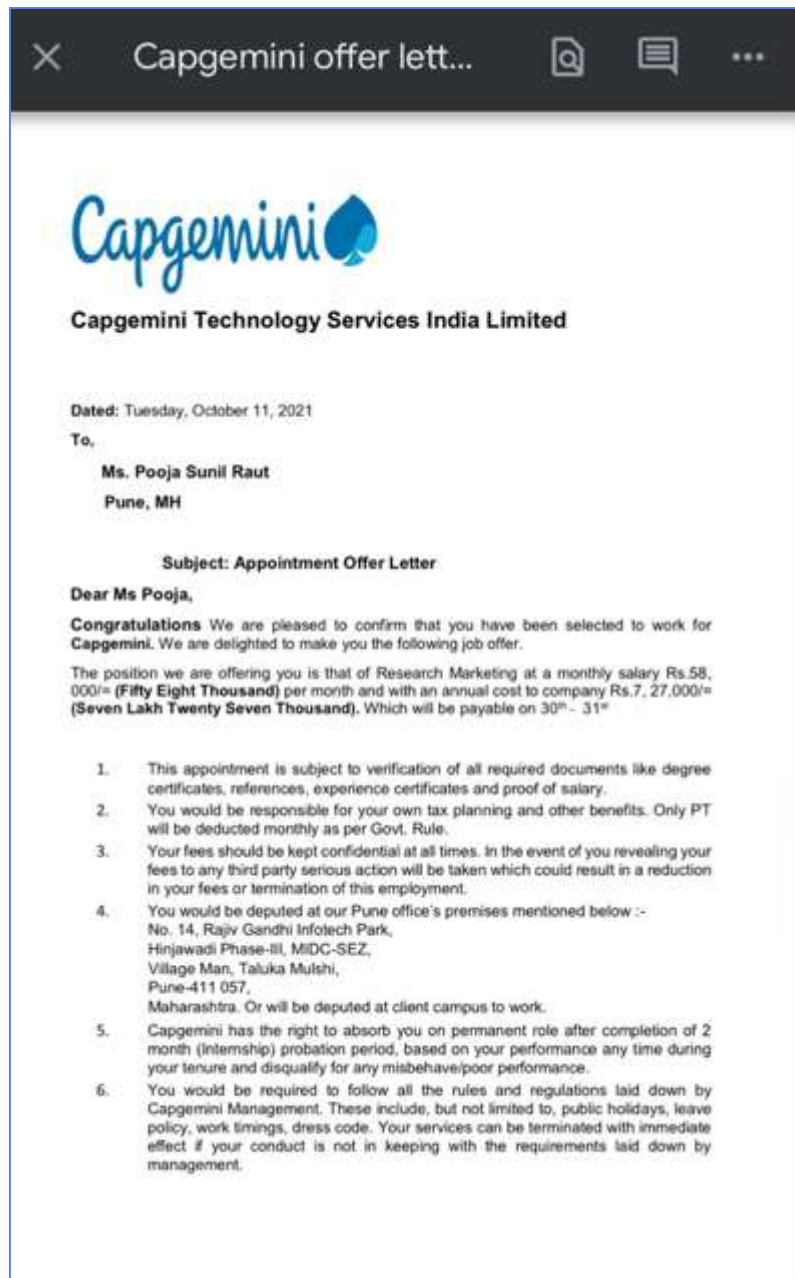 Capgemini offer lett...
Capgemini
Capgemini Technology Services India Limited
Dated: Tuesday, October 11, 2021
To,
Ms. Pooja Sunil Raut
Pune, MH
Subject: Appointment Offer Letter
Dear Ms Pooja,
Congratulations We are pleased to confirm that you have been selected to work for
Capgemini. We are delighted to make you the following job offer.
The position we are offering you is that of Research Marketing at a monthly salary Rs.58,
000/= (Fifty Eight Thousand) per month and with an annual cost to company Rs.7, 27,000/=
(Seven Lakh Twenty Seven Thousand). Which will be payable on 30th - 31st
1. This appointment is subject to verification of all required documents like degree
certificates, references, experience certificates and proof of salary.
2. You would be responsible for your own tax planning and other benefits. Only PT
will be deducted monthly as per Govt. Rule.
3. Your fees should be kept confidential at all times. In the event of you revealing your
fees to any third party serious action will be taken which could result in a reduction
in your fees or termination of this employment.
4. You would be deputed at our Pune office's premises mentioned below :-
No. 14, Rajiv Gandhi Infotech Park,
Hinjawadi Phase-III, MIDC-SEZ,
Village Man, Taluka Mulshi,
Pune-411 057,
Maharashtra. Or will be deputed at client campus to work.
5. Capgemini has the right to absorb you on permanent role after completion of 2
month (Internship) probation period, based on your performance any time during
your tenure and disqualify for any misbehave/poor performance.
6. You would be required to follow all the rules and regulations laid down by
Capgemini Management. These include, but not limited to, public holidays, leave
policy, work timings, dress code. Your services can be terminated with immediate
effect if your conduct is not in keeping with the requirements laid down by
management.